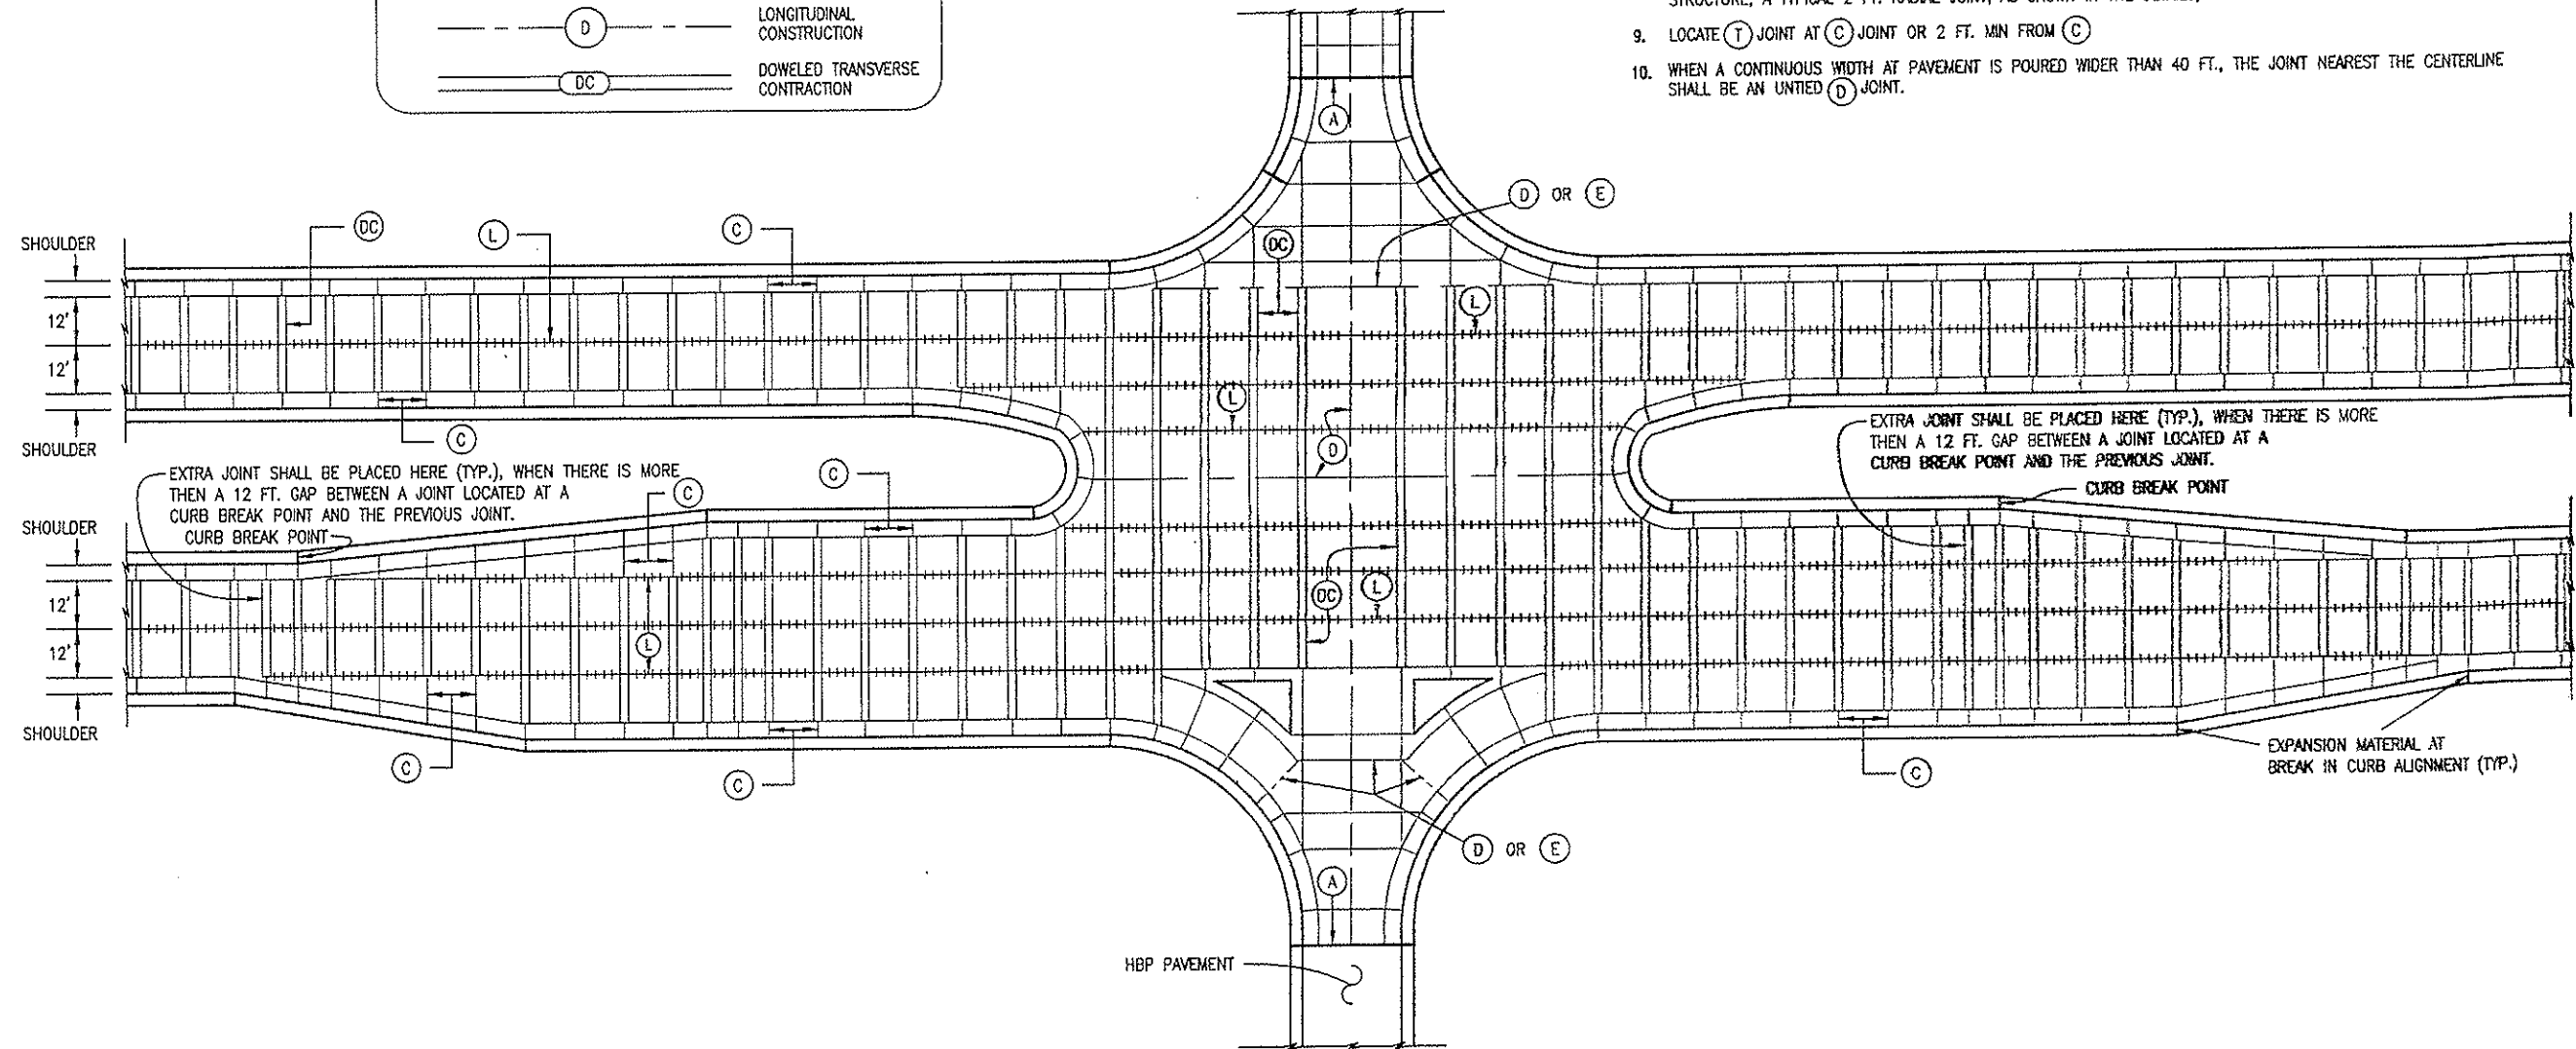 D
LONGITUDINAL
CONSTRUCTION
DC
DOWELED TRANSVERSE
CONTRACTION
9. LOCATE T JOINT AT C JOINT OR 2 FT. MIN FROM C
10. WHEN A CONTINUOUS WIDTH AT PAVEMENT IS POURED WIDER THAN 40 FT., THE JOINT NEAREST THE CENTERLINE
SHALL BE AN UNTIED D JOINT.
A
D OR E
SHOULDER
DC
L
C
DC
L
12'
12'
L
C
D
SHOULDER
EXTRA JOINT SHALL BE PLACED HERE (TYP.), WHEN THERE IS MORE
THEN A 12 FT. GAP BETWEEN A JOINT LOCATED AT A
CURB BREAK POINT AND THE PREVIOUS JOINT.
CURB BREAK POINT
C
C
EXTRA JOINT SHALL BE PLACED HERE (TYP.), WHEN THERE IS MORE
THEN A 12 FT. GAP BETWEEN A JOINT LOCATED AT A
CURB BREAK POINT AND THE PREVIOUS JOINT.
CURB BREAK POINT
SHOULDER
12'
12'
L
DC
L
SHOULDER
C
C
C
EXPANSION MATERIAL AT
BREAK IN CURB ALIGNMENT (TYP.)
D OR E
A
HBP PAVEMENT